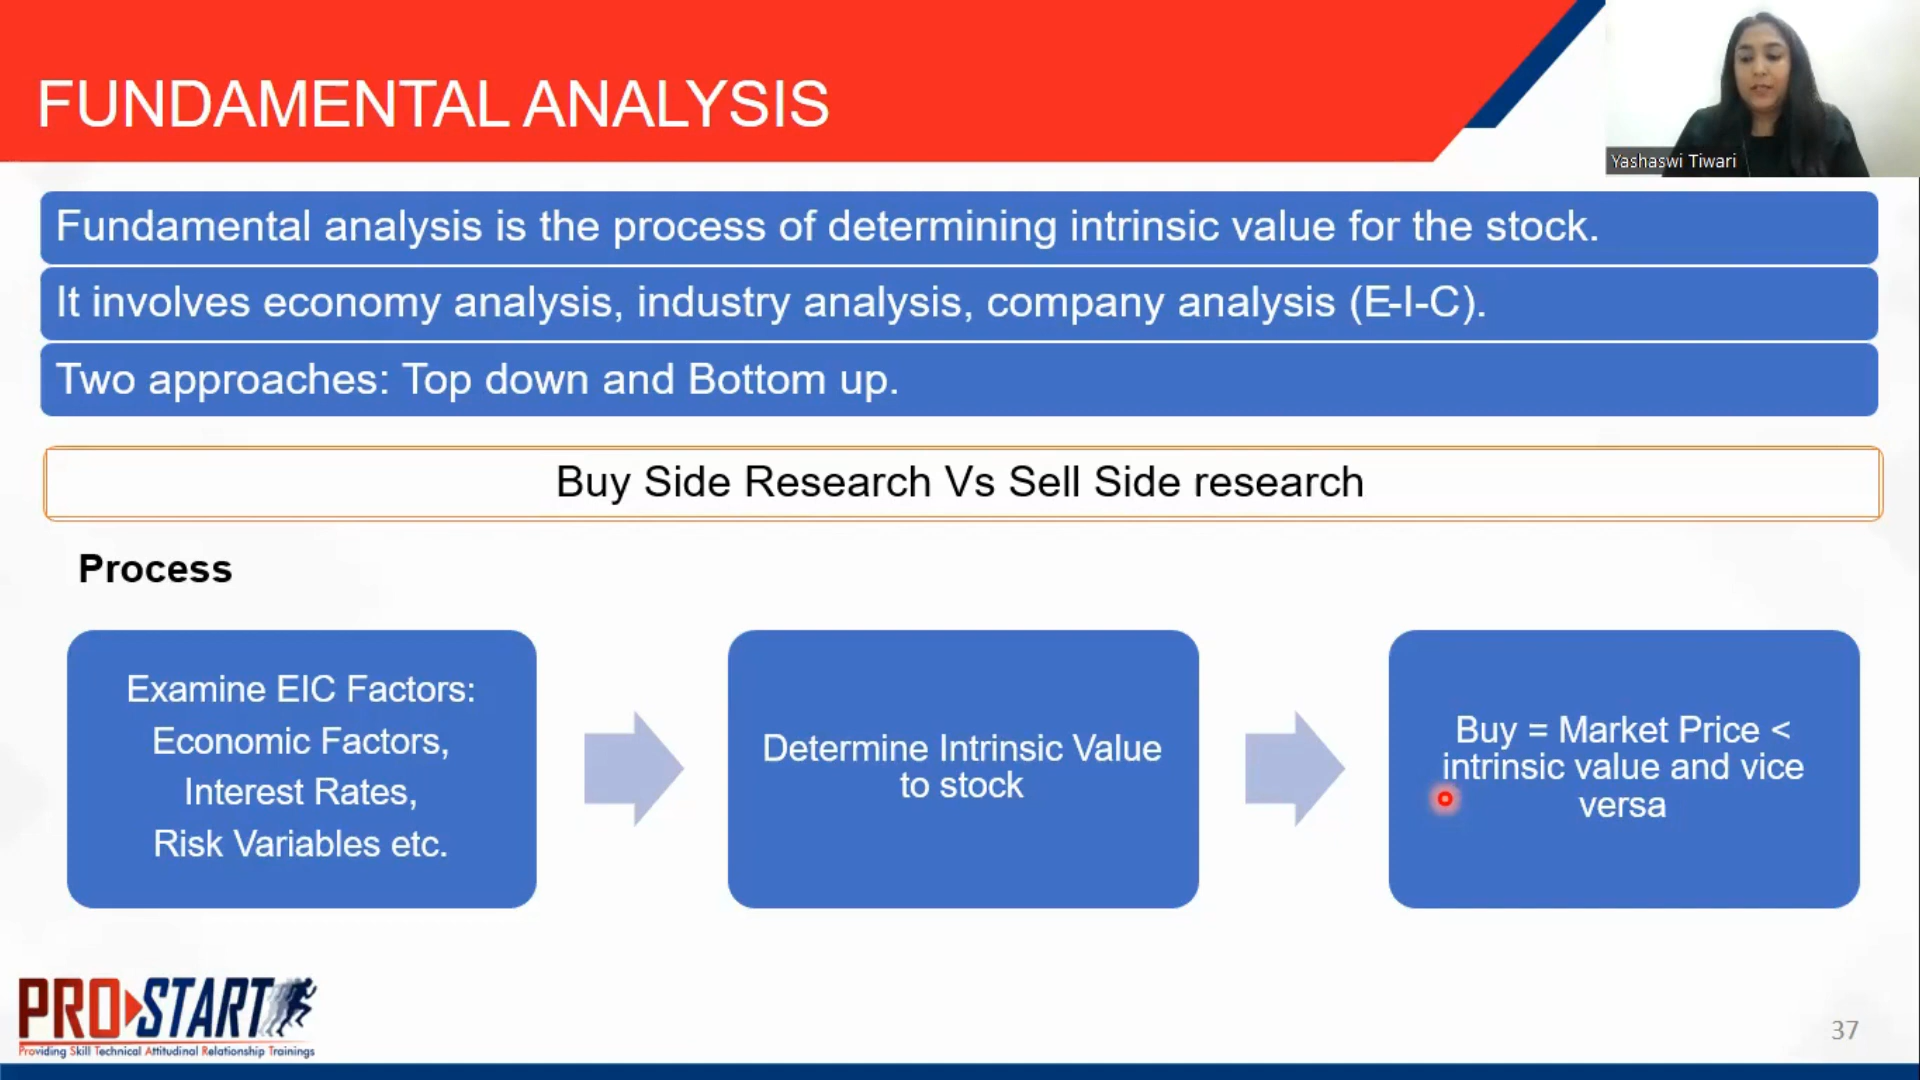 FUNDAMENTAL ANALYSIS
Yashaswi Tiwari
Fundamental analysis is the process of determining intrinsic value for the stock.
It involves economy analysis, industry analysis, company analysis (E-I-C).
Two approaches: Top down and Bottom up.
Buy Side Research Vs Sell Side research
Process
Examine EIC Factors:
Economic Factors,
Interest Rates,
Risk Variables etc.
Determine Intrinsic Value
to stock
Buy = Market Price <
intrinsic value and vice
versa
PRO START
Providing Skill Technical Attitudinal Relationship Trainings
37